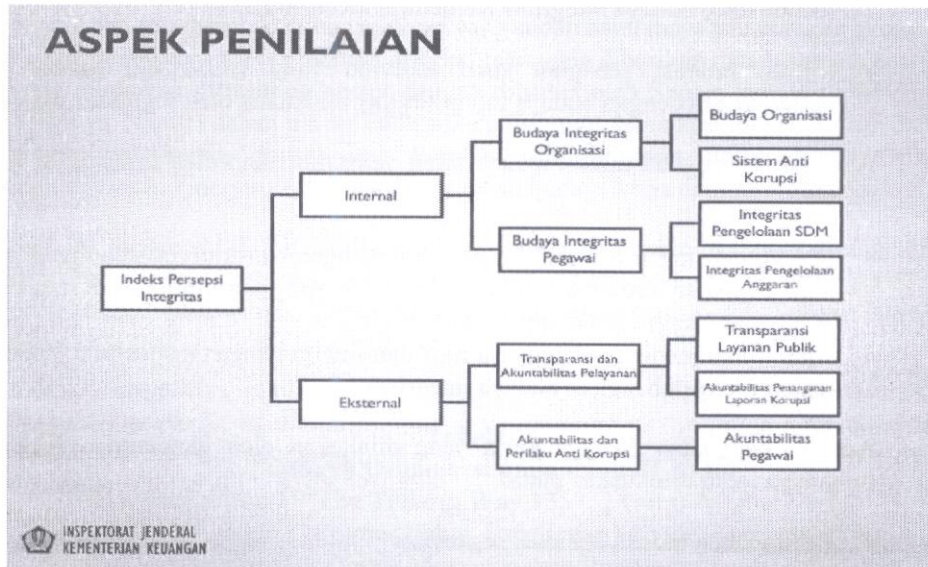 ASPEK PENILAIAN
Indeks Persepsi
Integritas
Internal
Budaya Integritas
Organisasi
Budaya Organisasi
Sistem Anti
Korupsi
Budaya Integritas
Pegawai
Integritas
Pengelolaan SDM
Integritas Pengelolaan
Anggaran
Eksternal
Transparansi dan
Akuntabilitas Pelayanan
Transparansi
Layanan Publik
Akuntabilitas Penanganan
Laporan Korupsi
Akuntabilitas dan
Perilaku Anti Korupsi
Akuntabilitas
Pegawai
INSPEKTORAT JENDERAL
KEMENTERIAN KEUANGAN